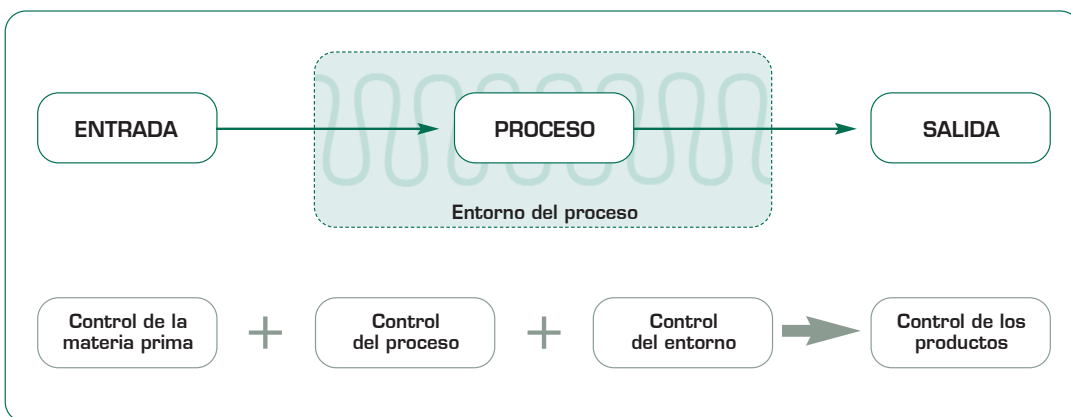 ENTRADA
PROCESO
SALIDA
Entorno del proceso
Control de la
materia prima
+
Control
del proceso
+
Control
del entorno
Control de los
productos